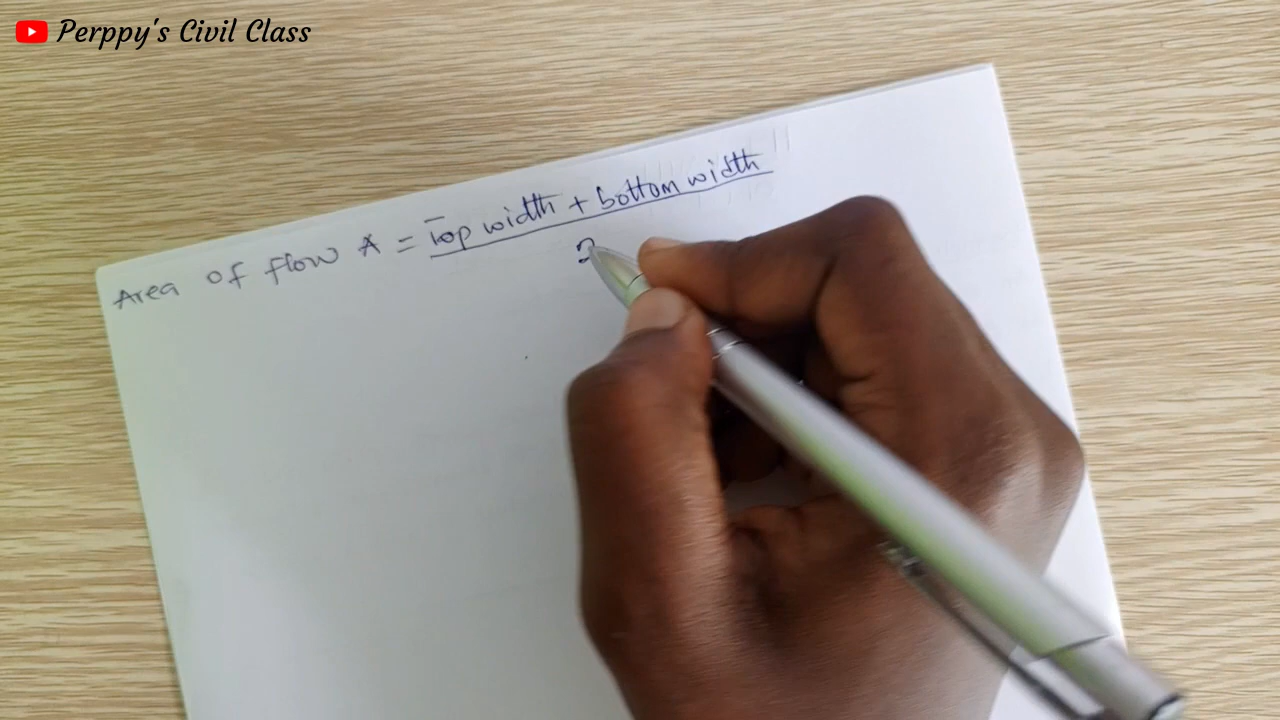 Perppy's Civil Class
Area of flow A = Top width + bottom width
2